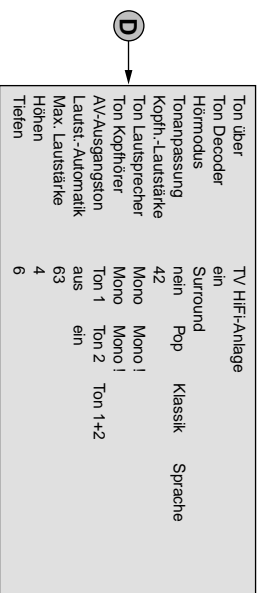 D
Ton über TV HiFi-Anlage
Ton Decoder ein
Hörmodus Surround
Tonanpassung nein Pop Klassik Sprache
Kopfh.-Lautstärke 42
Ton Lautsprecher Mono Mono !
Ton Kopfhörer Mono Mono !
AV-Ausgangston Ton 1 Ton 2 Ton 1+2
Lautst.-Automatik aus ein
Max. Lautstärke 63
Höhen 4
Tiefen 6